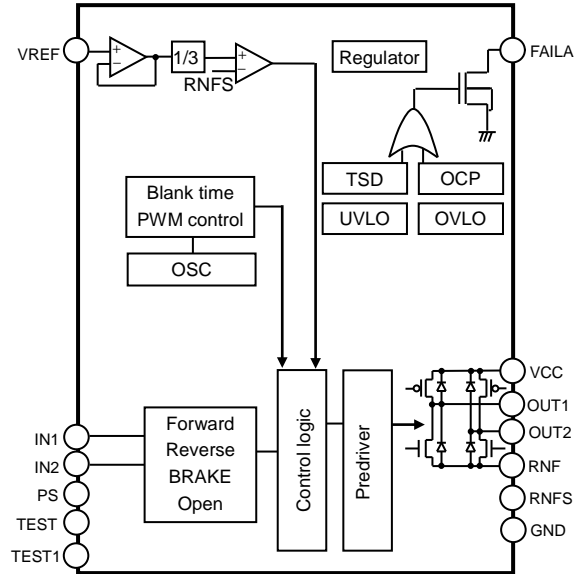 VREF
+
−
1/3
+
−
RNFS
Regulator
FAILA
TSD
OCP
UVLO
OVLO
Blank time
PWM control
OSC
IN1
IN2
PS
TEST
TEST1
Forward
Reverse
BRAKE
Open
Control logic
Predriver
VCC
OUT1
OUT2
RNF
RNFS
GND